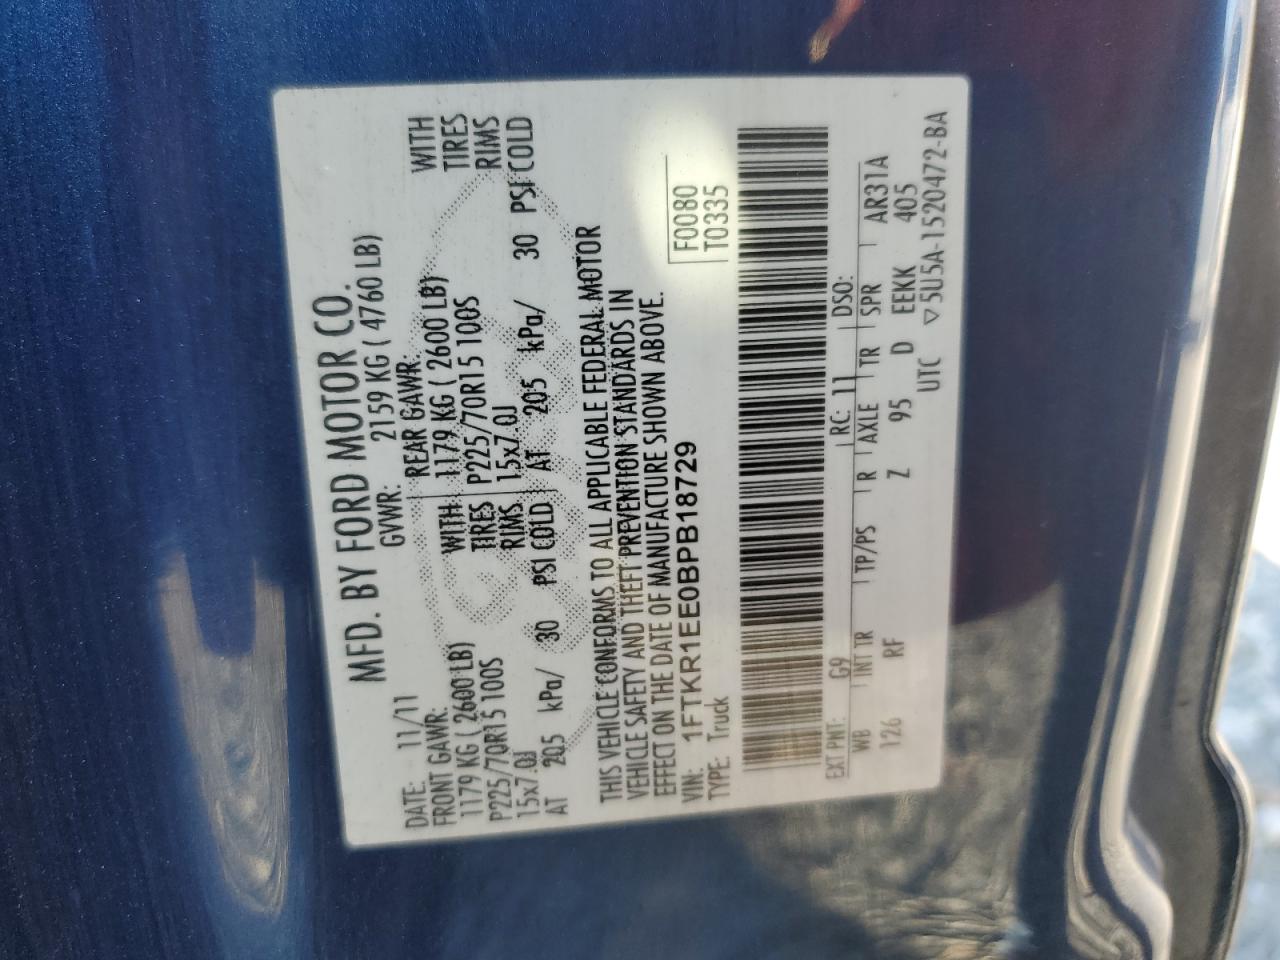 MFD. BY FORD MOTOR CO.
DATE: 11/11 GVWR: 2159 KG ( 4760 LB)
FRONT GAWR: REAR GAWR:
1179 KG ( 2600 LB) WITH 1179 KG ( 2600 LB) WITH
P225/70R15 100S TIRES P225/70R15 100S TIRES
15x7.0J RIMS 15x7.0J RIMS
AT 205 kPa/ 30 PSI COLD AT 205 kPa/ 30 PSI COLD
THIS VEHICLE CONFORMS TO ALL APPLICABLE FEDERAL MOTOR
VEHICLE SAFETY AND THEFT PREVENTION STANDARDS IN
EFFECT ON THE DATE OF MANUFACTURE SHOWN ABOVE.
VIN: 1FTKR1EE0BPB18729 F0080
TYPE: Truck T0335
EXT PNT: G9 RC: 11 DSO:
WB INT TR TP/PS R AXLE TR SPR AR31A
126 RF Z 95 D EEKK 405
UTC ▽5U5A-1520472-BA